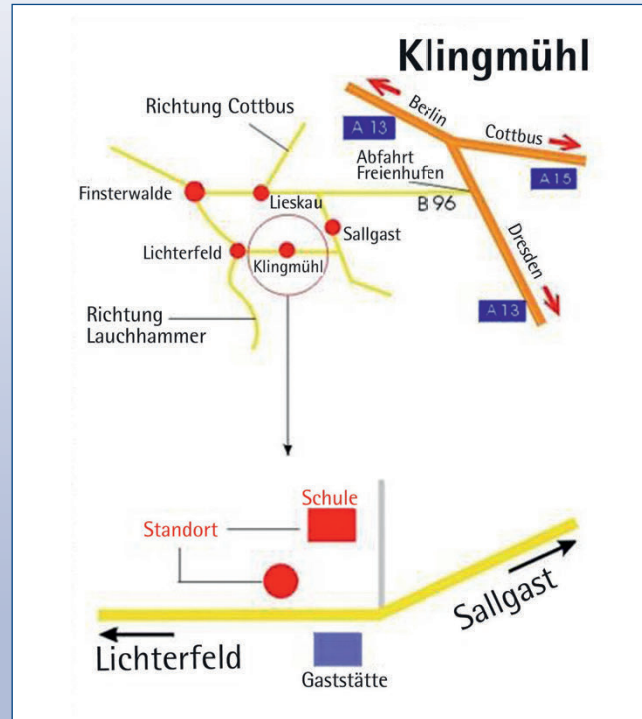 Klingmühl
Richtung Cottbus
Berlin
A 13
Cottbus
A 15
Abfahrt
Freienhufen
Finsterwalde
Lieskau
B 96
Sallgast
Dresden
Lichterfeld
Klingmühl
Richtung
Lauchhammer
A 13
Schule
Standort
Sallgast
Lichterfeld
Gaststätte